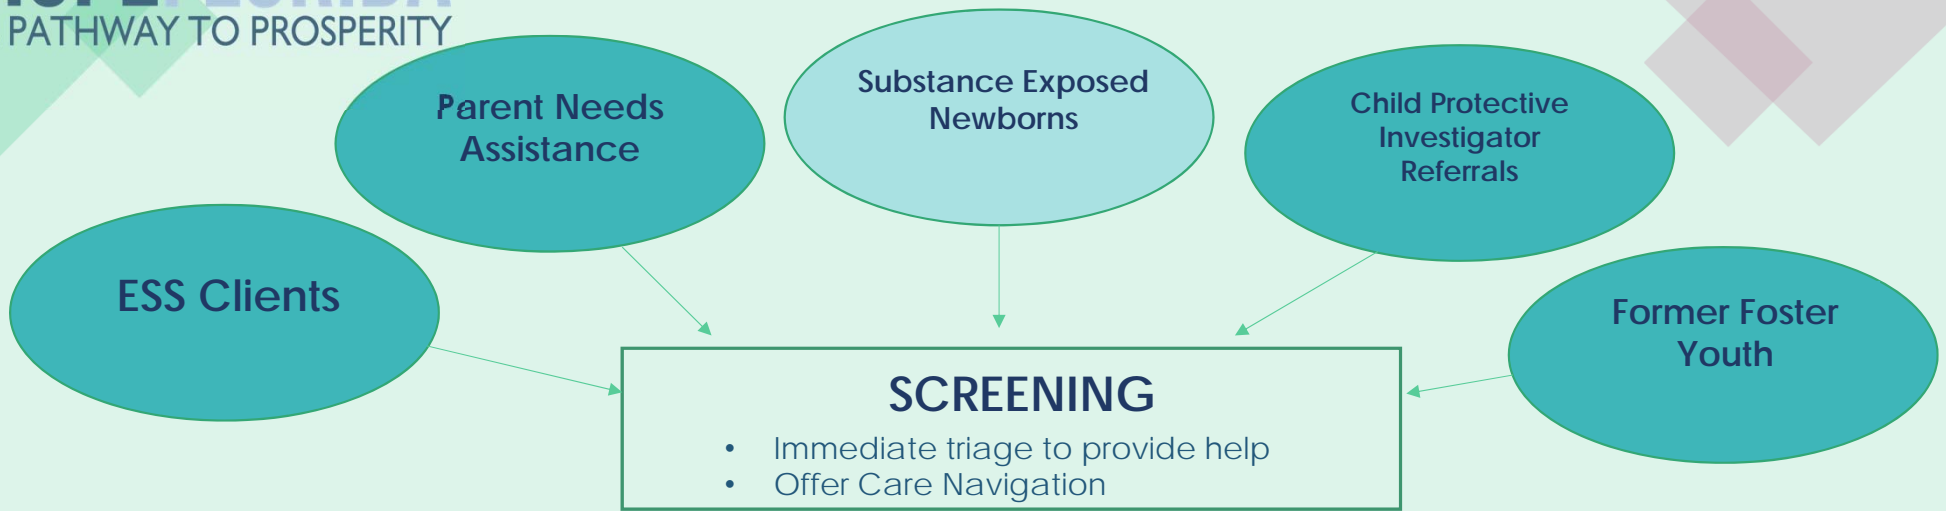 PATHWAY TO PROSPERITY
Substance Exposed
Newborns
Parent Needs
Assistance
Child Protective
Investigator
Referrals
ESS Clients
Former Foster
Youth
SCREENING
• Immediate triage to provide help
• Offer Care Navigation